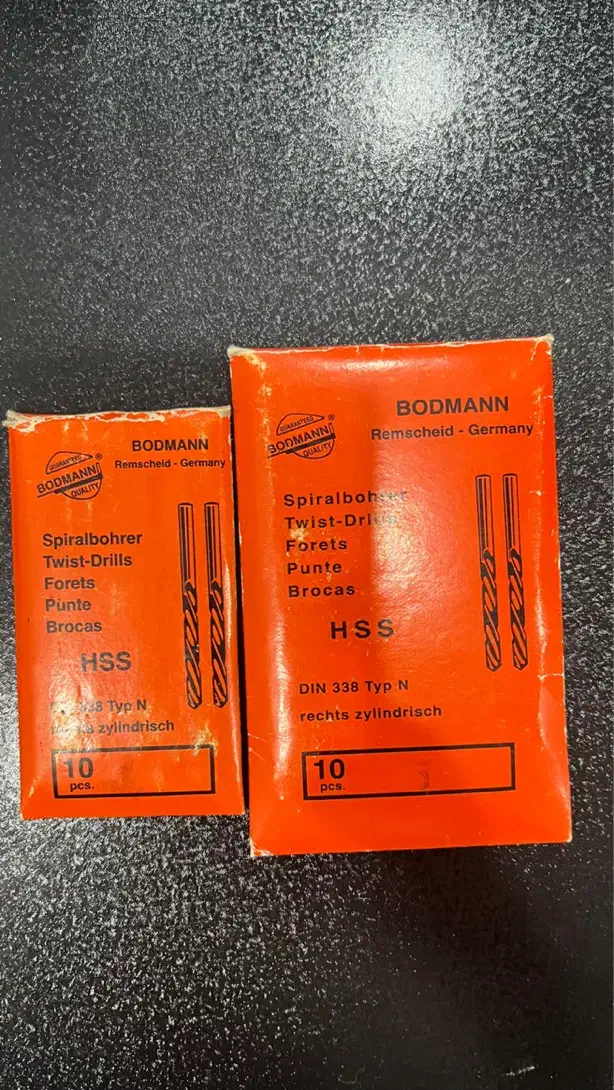 GUARANTEED
BODMANN®
QUALITY
BODMANN
Remscheid - Germany
Spiralbohrer
Twist-Drills
Forets
Punte
Brocas
HSS
DIN 338 Typ N
rechts zylindrisch
10
pcs.
GUARANTEED
BODMANN®
QUALITY
BODMANN
Remscheid - Germany
Spiralbohrer
Twist-Drills
Forets
Punte
Brocas
HSS
DIN 338 Typ N
rechts zylindrisch
10
pcs.